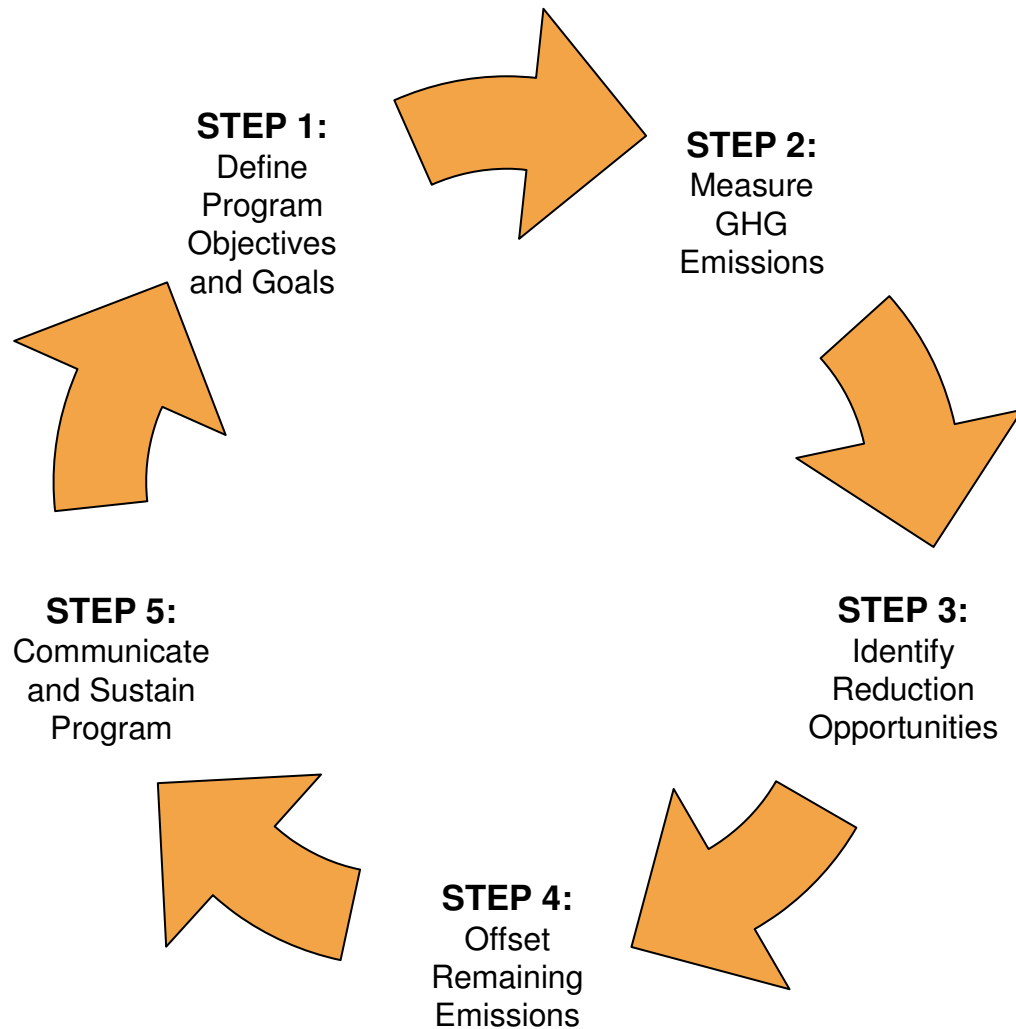 STEP 1:
Define
Program
Objectives
and Goals
STEP 2:
Measure
GHG
Emissions
STEP 3:
Identify
Reduction
Opportunities
STEP 4:
Offset
Remaining
Emissions
STEP 5:
Communicate
and Sustain
Program